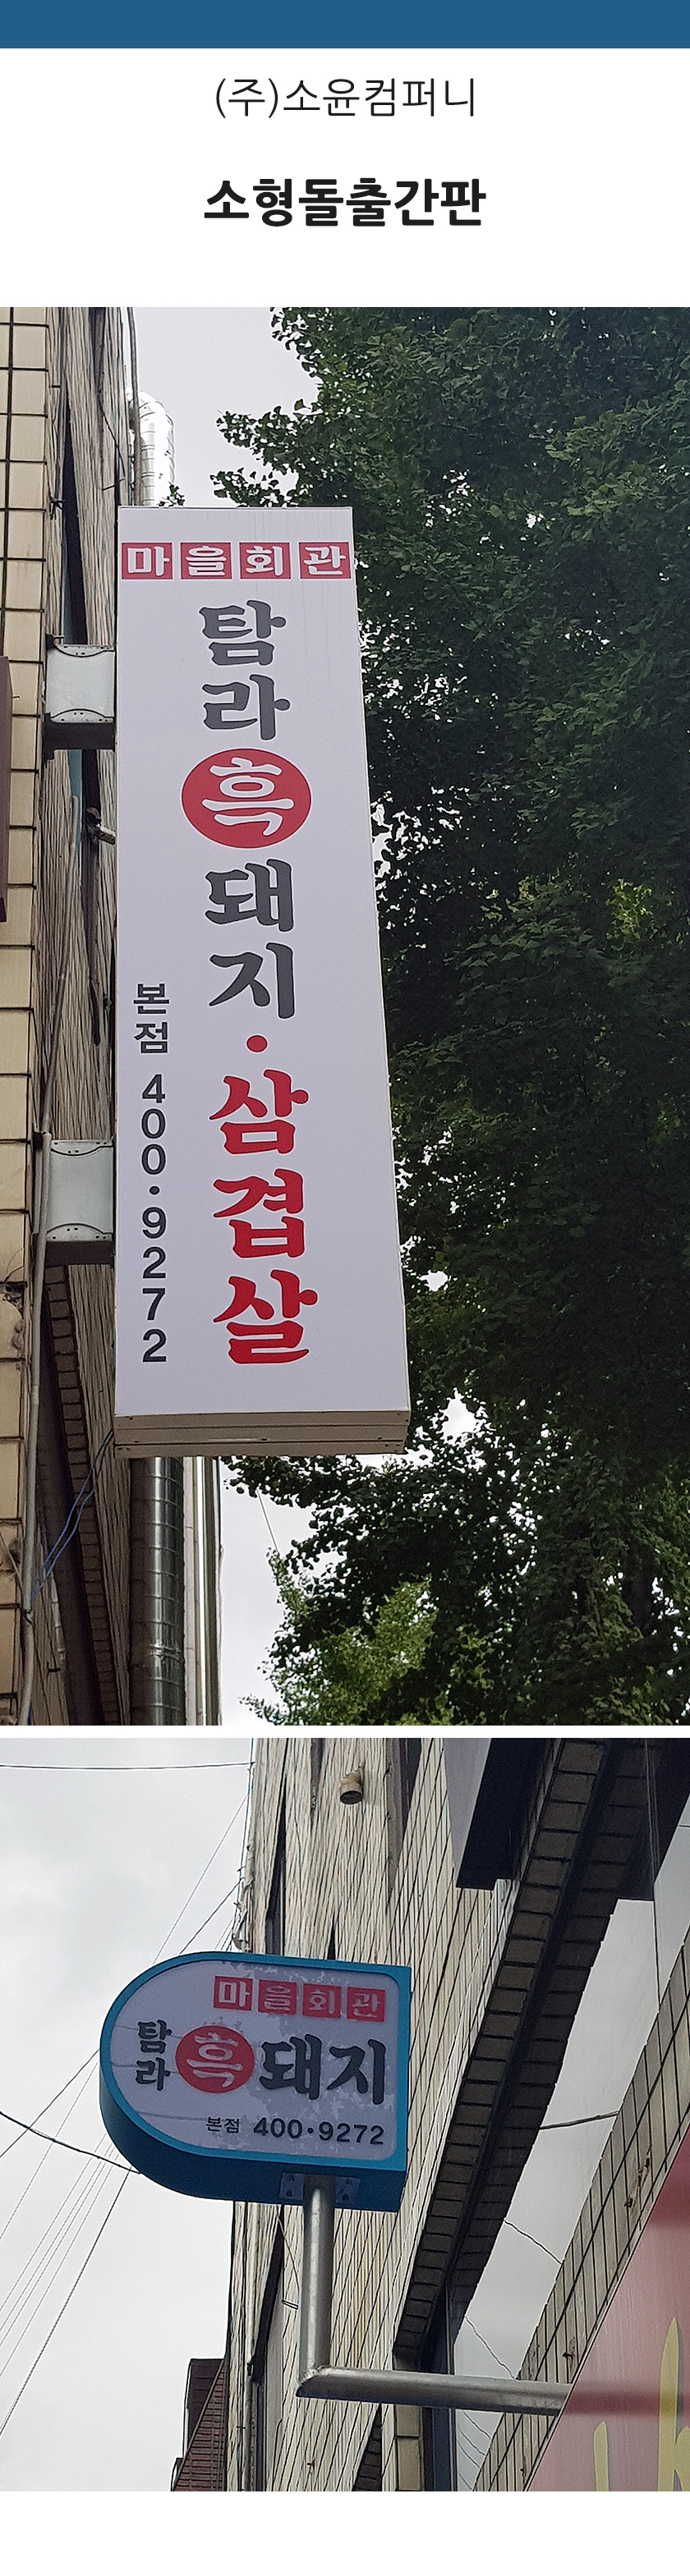 (주)소윤컴퍼니
소형돌출간판
마을회관
탐라흑돼지·삼겹살
본점 400·9272
마을회관
탐라흑돼지
본점 400·9272